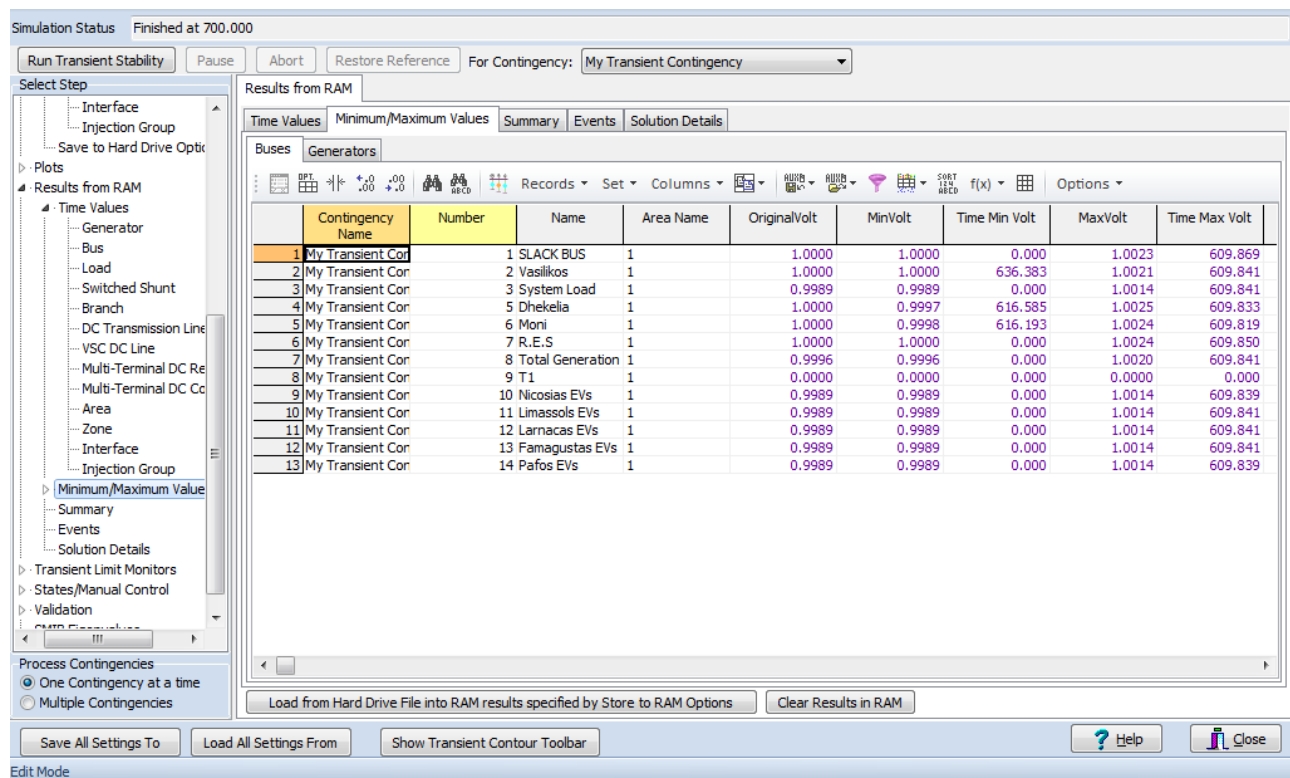 Simulation Status Finished at 700.000
Run Transient Stability Pause Abort Restore Reference For Contingency: My Transient Contingency
Select Step
Interface
Injection Group
Save to Hard Drive Optic
Plots
Results from RAM
Time Values
Generator
Bus
Load
Switched Shunt
Branch
DC Transmission Line
VSC DC Line
Multi-Terminal DC Re
Multi-Terminal DC Co
Area
Zone
Interface
Injection Group
Minimum/Maximum Value
Summary
Events
Solution Details
Transient Limit Monitors
States/Manual Control
Validation
Process Contingencies
One Contingency at a time
Multiple Contingencies
Results from RAM
Time Values Minimum/Maximum Values Summary Events Solution Details
Buses Generators
Records Set Columns f(x) Options
Contingency Name Number Name Area Name OriginalVolt MinVolt Time Min Volt MaxVolt Time Max Volt
1 My Transient Con 1 SLACK BUS 1 1.0000 1.0000 0.000 1.0023 609.869
2 My Transient Con 2 Vasilikos 1 1.0000 1.0000 636.383 1.0021 609.841
3 My Transient Con 3 System Load 1 0.9989 0.9989 0.000 1.0014 609.841
4 My Transient Con 5 Dhekelia 1 1.0000 0.9997 616.585 1.0025 609.833
5 My Transient Con 6 Moni 1 1.0000 0.9998 616.193 1.0024 609.819
6 My Transient Con 7 R.E.S 1 1.0000 1.0000 0.000 1.0024 609.850
7 My Transient Con 8 Total Generation 1 0.9996 0.9996 0.000 1.0020 609.841
8 My Transient Con 9 T1 1 0.0000 0.0000 0.000 0.0000 0.000
9 My Transient Con 10 Nicosias EVs 1 0.9989 0.9989 0.000 1.0014 609.839
10 My Transient Con 11 Limassols EVs 1 0.9989 0.9989 0.000 1.0014 609.841
11 My Transient Con 12 Larnacas EVs 1 0.9989 0.9989 0.000 1.0014 609.841
12 My Transient Con 13 Famagustas EVs 1 0.9989 0.9989 0.000 1.0014 609.841
13 My Transient Con 14 Pafos EVs 1 0.9989 0.9989 0.000 1.0014 609.839
Load from Hard Drive File into RAM results specified by Store to RAM Options Clear Results in RAM
Save All Settings To Load All Settings From Show Transient Contour Toolbar Help Close
Edit Mode